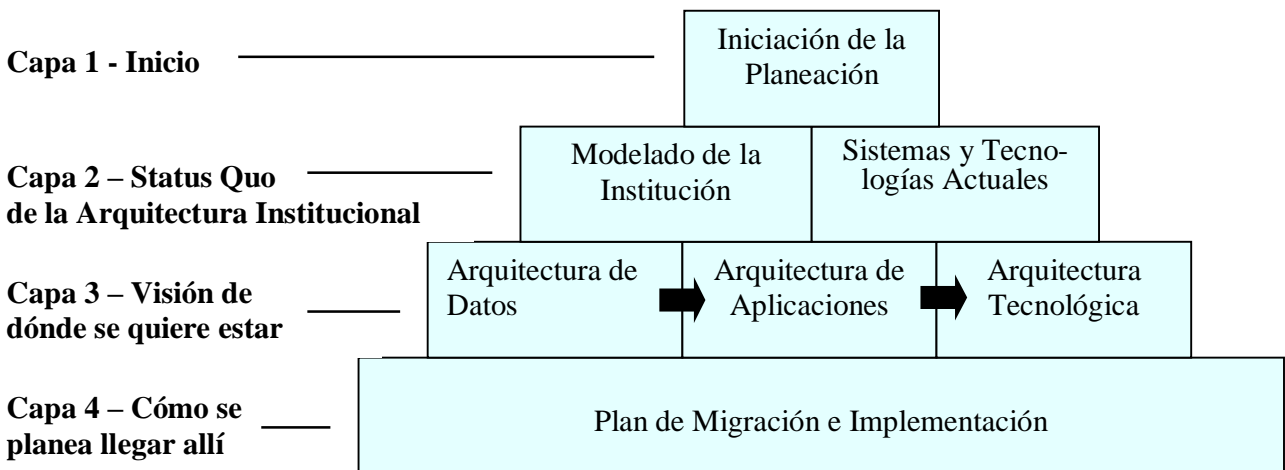 Capa 1 - Inicio
Iniciación de la
Planeación
Capa 2 – Status Quo
de la Arquitectura Institucional
Modelado de la
Institución
Sistemas y Tecno-
logías Actuales
Capa 3 – Visión de
dónde se quiere estar
Arquitectura de
Datos
Arquitectura de
Aplicaciones
Arquitectura
Tecnológica
Capa 4 – Cómo se
planea llegar allí
Plan de Migración e Implementación